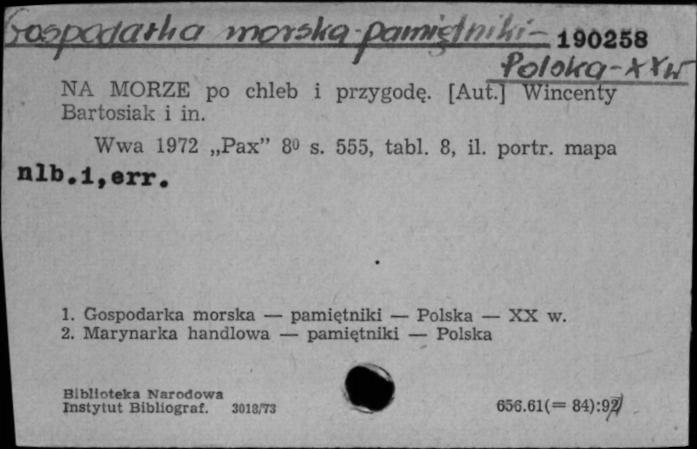 Gospodarka morska-pamiętniki-
190258
Polska-XXw
NA MORZE po chleb i przygodę. [Aut.] Wincenty
Bartosiak i in.
Wwa 1972 „Pax” 8⁰ s. 555, tabl. 8, il. portr. mapa
nlb.1,err.
1. Gospodarka morska — pamiętniki — Polska — XX w.
2. Marynarka handlowa — pamiętniki — Polska
Biblioteka Narodowa
Instytut Bibliograf. 3018/73
656.61(= 84):92